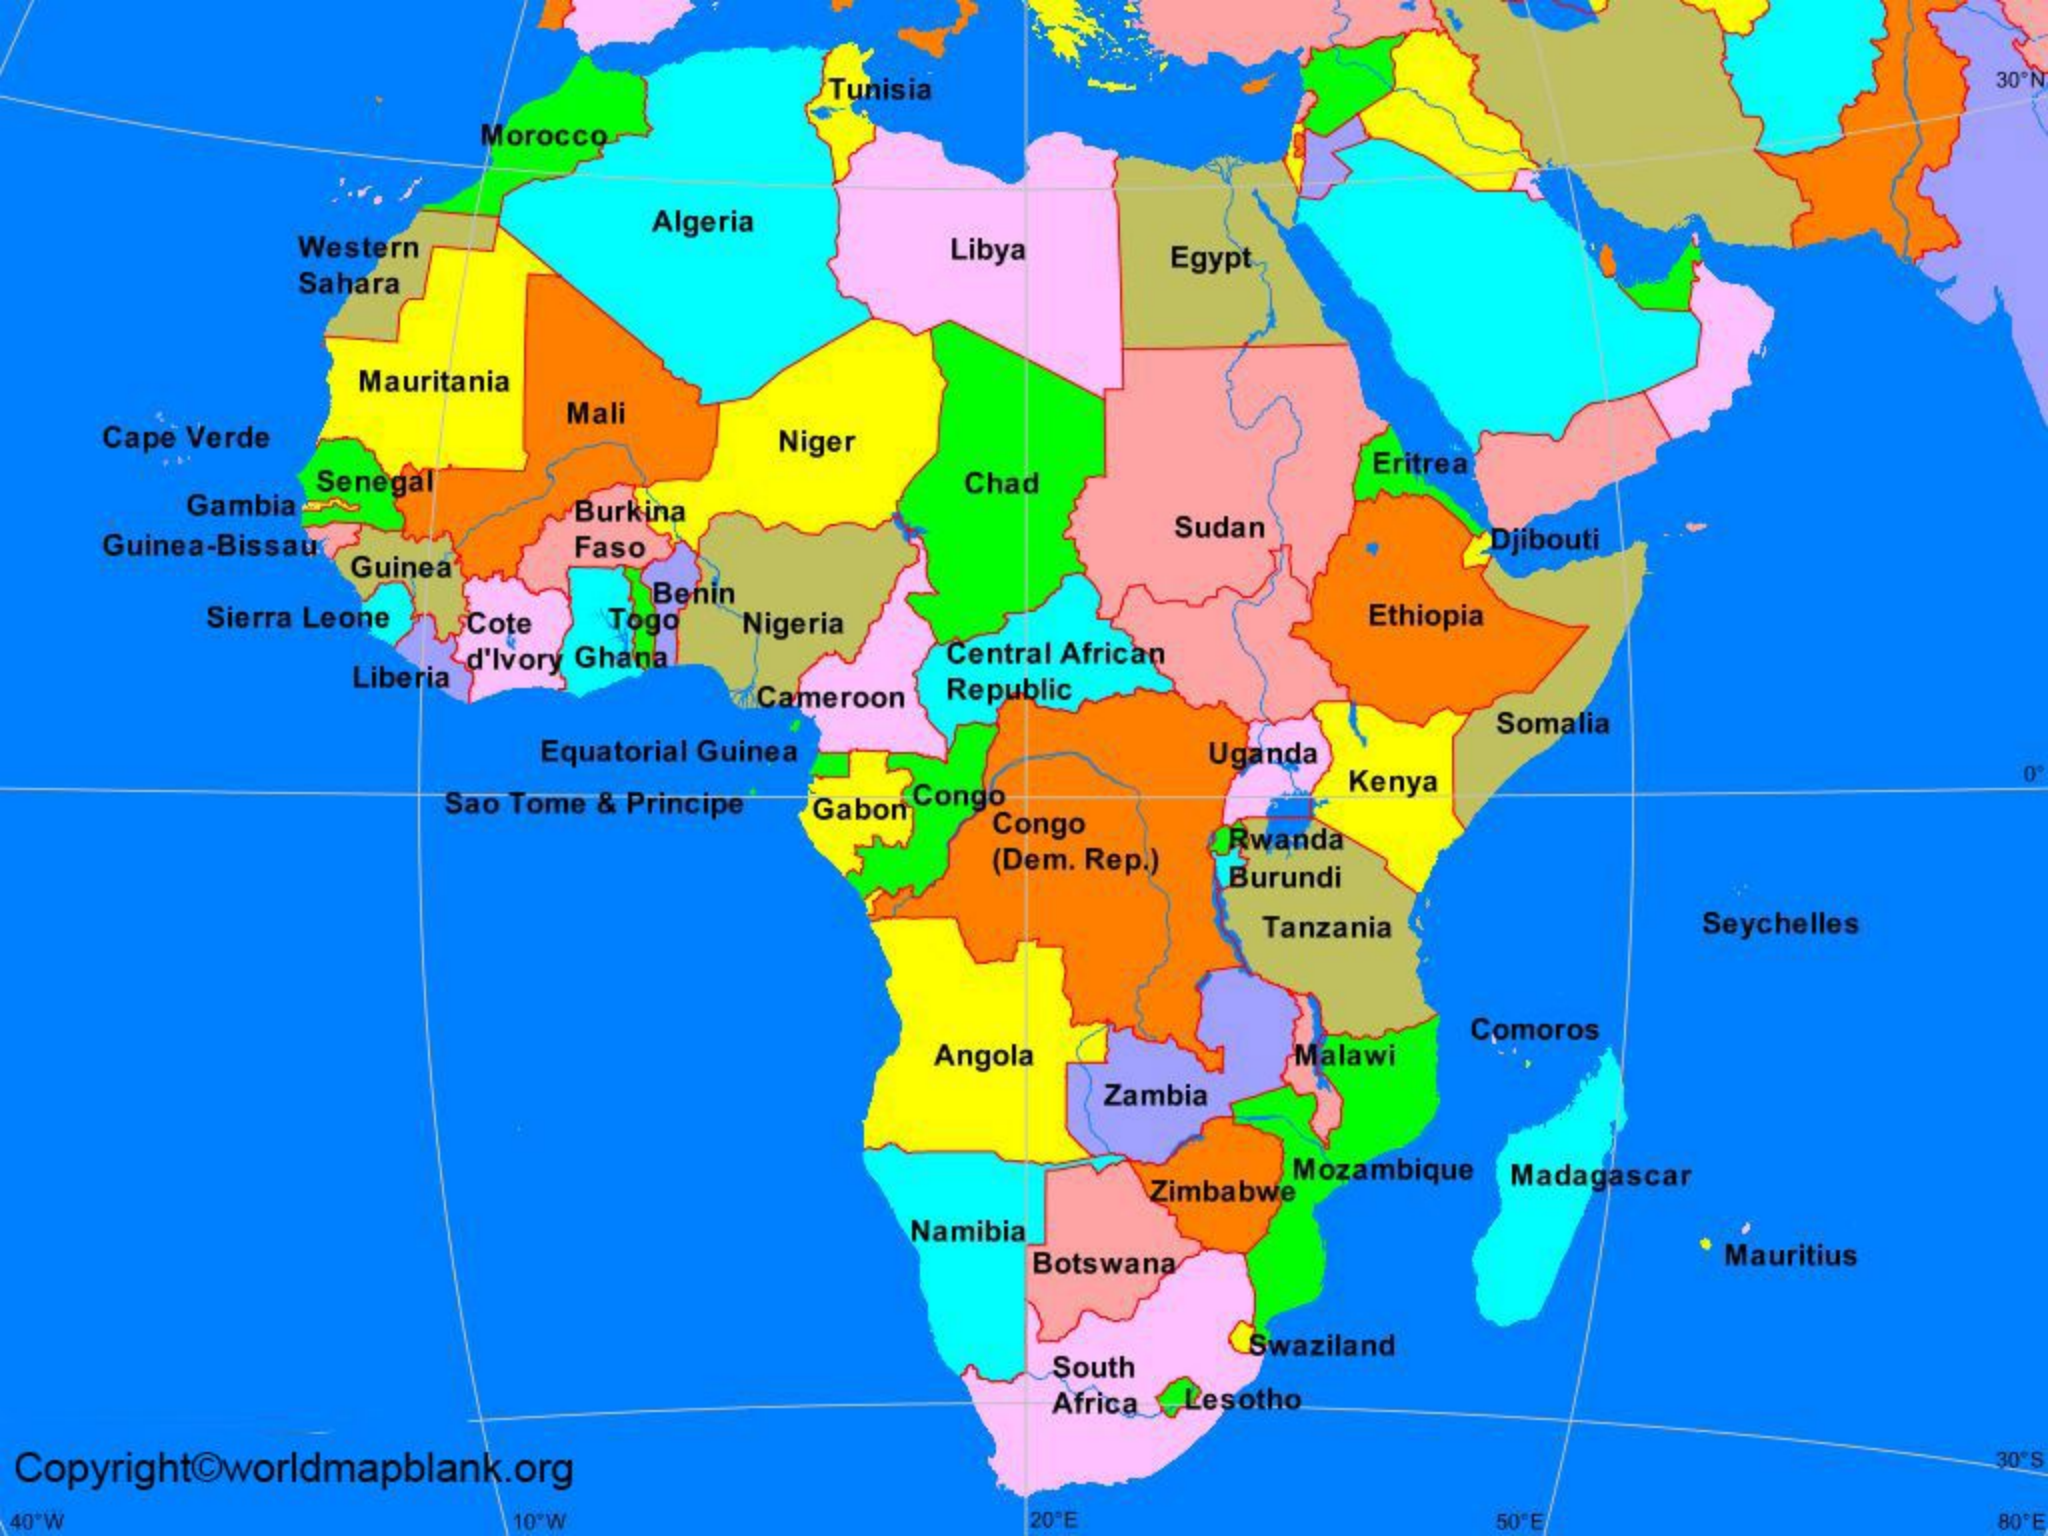 30°N
Tunisia
Morocco
Algeria
Western
Sahara
Libya
Egypt
Mauritania
Mali
Cape Verde
Niger
Senegal
Eritrea
Chad
Gambia
Burkina
Faso
Sudan
Guinea-Bissau
Djibouti
Guinea
Benin
Sierra Leone
Cote
d'Ivory
Togo
Nigeria
Ethiopia
Ghana
Central African
Republic
Liberia
Cameroon
Somalia
Equatorial Guinea
Uganda
Kenya
0°
Sao Tome & Principe
Gabon
Congo
Congo
(Dem. Rep.)
Rwanda
Burundi
Tanzania
Seychelles
Comoros
Angola
Malawi
Zambia
Mozambique
Madagascar
Zimbabwe
Namibia
Botswana
Mauritius
Swaziland
South
Africa
Lesotho
Copyright©worldmapblank.org
30°S
40°W
10°W
20°E
50°E
80°E